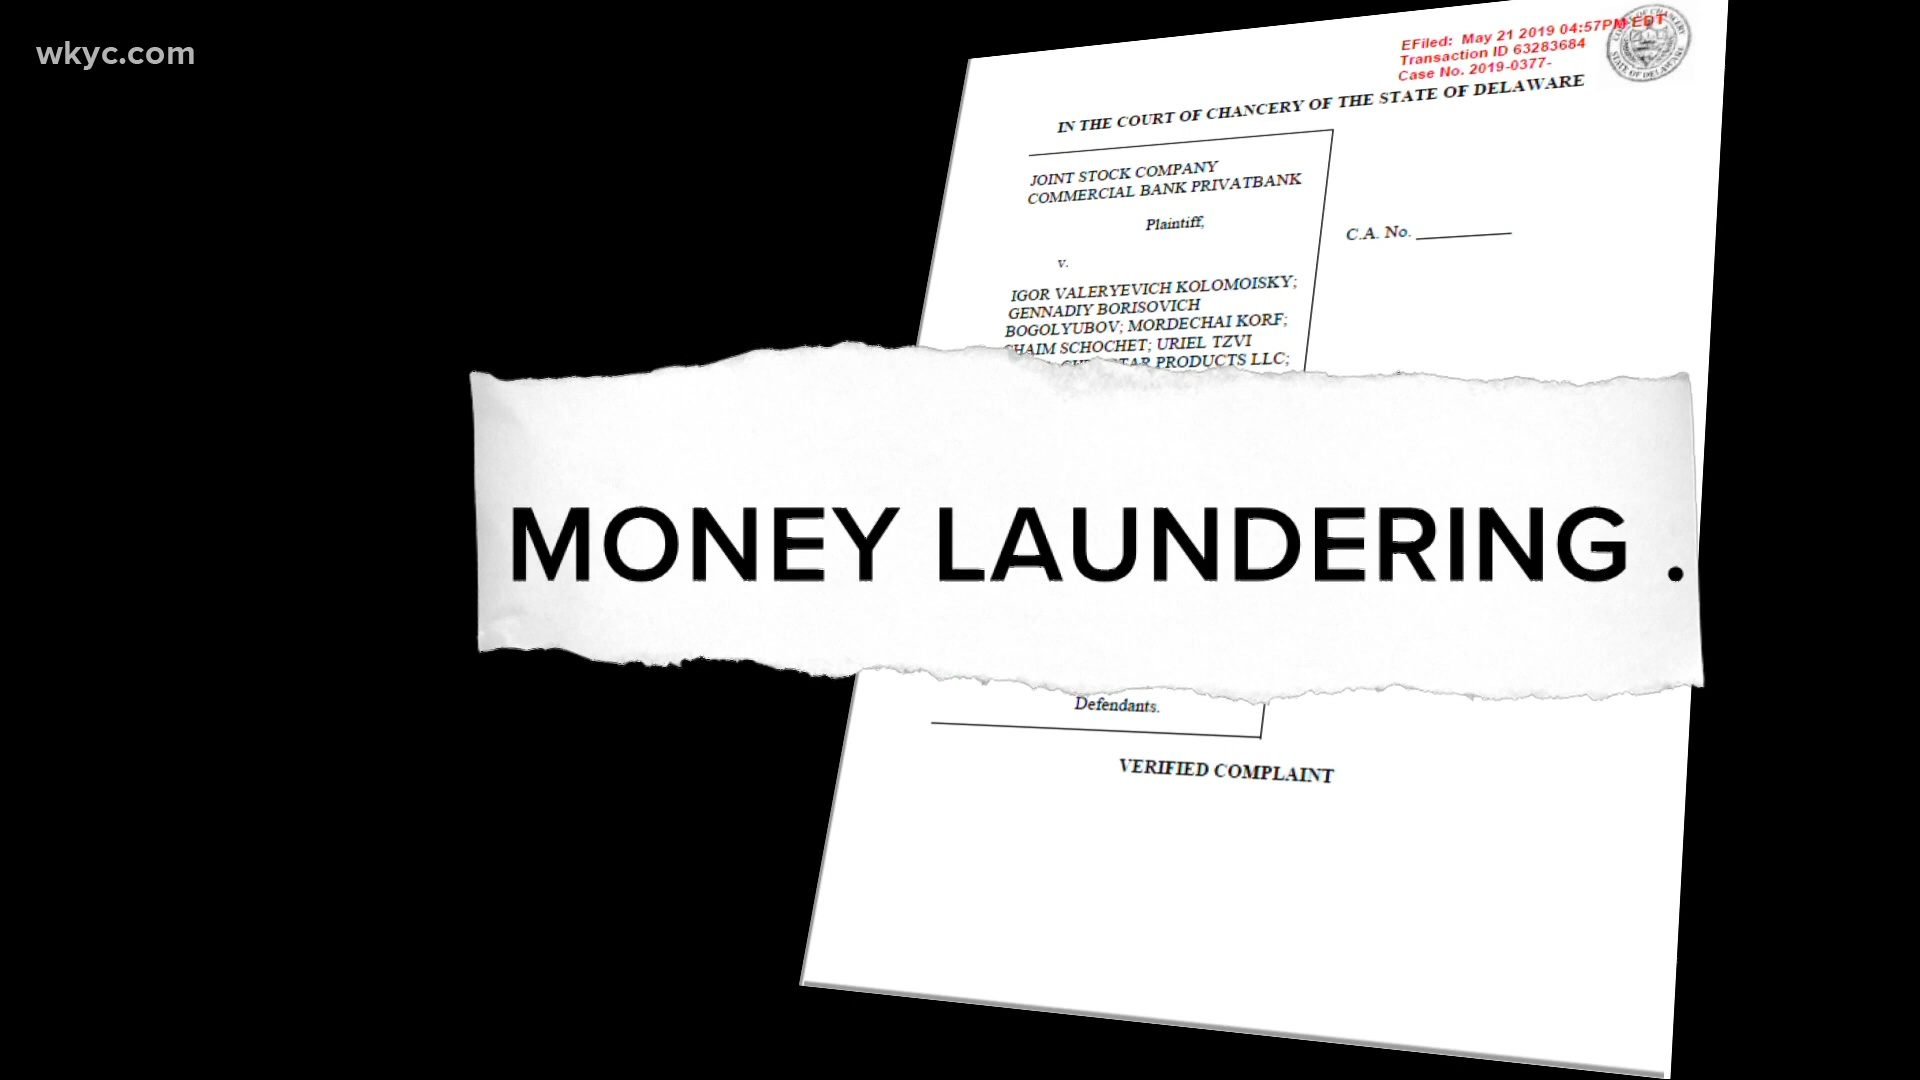 wkyc.com
EFiled: May 21 2019 04:57PM EDT
Transaction ID 63283684
Case No. 2019-0377-
IN THE COURT OF CHANCERY OF THE STATE OF DELAWARE
JOINT STOCK COMPANY
COMMERCIAL BANK PRIVATBANK
Plaintiff,
v.
C.A. No.
IGOR VALERYEVICH KOLOMOISKY;
GENNADIY BORISOVICH
BOGOLYUBOV; MORDECHAI KORF;
CHAIM SCHOCHET; URIEL TZVI
PRODUCTS LLC;
MONEY LAUNDERING .
Defendants.
VERIFIED COMPLAINT